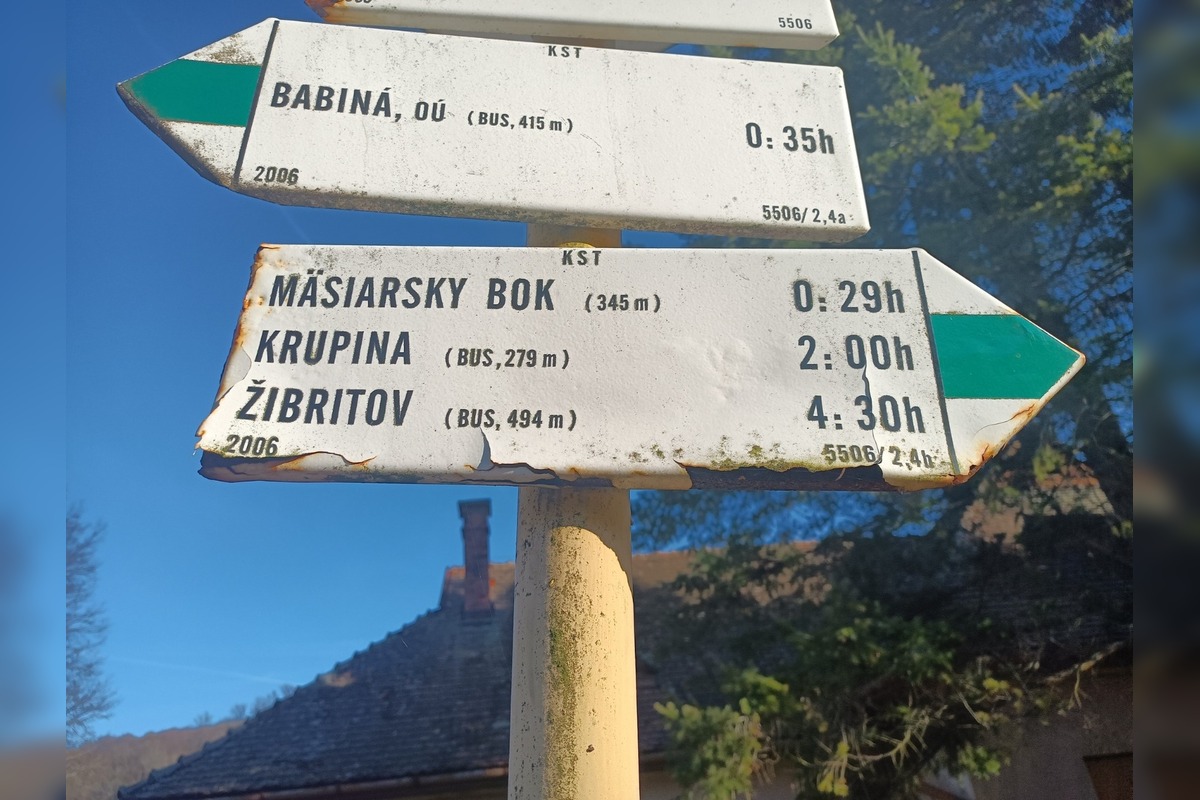 5506
KST
BABINÁ, OÚ (BUS, 415 m) 0:35h
2006 5506/2,4a
KST
MÄSIARSKY BOK (345 m) 0:29h
KRUPINA (BUS, 279 m) 2:00h
ŽIBRITOV (BUS, 494 m) 4:30h
2006 5506/2,4b